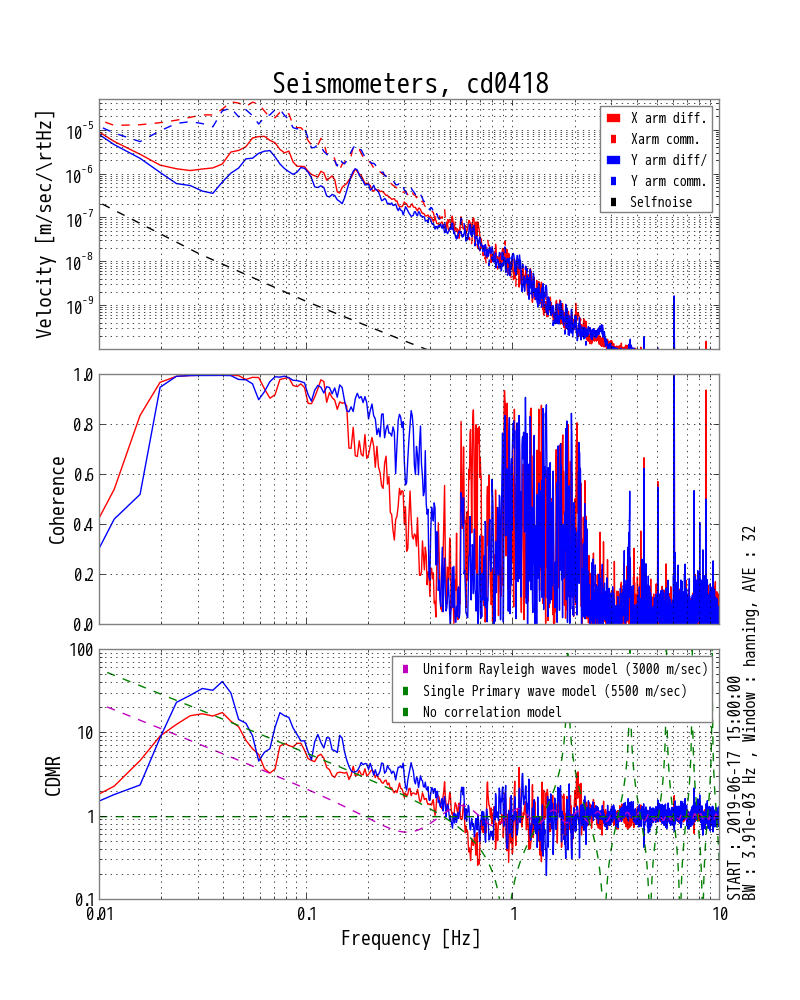 Seismometers, cd0418
Velocity [m/sec/\rtHz]
10^-5
10^-6
10^-7
10^-8
10^-9
X arm diff.
Xarm comm.
Y arm diff/
Y arm comm.
Selfnoise
Coherence
1.0
0.8
0.6
0.4
0.2
0.0
CDMR
100
10
1
0.1
Uniform Rayleigh waves model (3000 m/sec)
Single Primary wave model (5500 m/sec)
No correlation model
0.01 0.1 1 10
Frequency [Hz]
START : 2019-06-17 15:00:00
BW : 3.91e-03 Hz , Window : hanning, AVE : 32